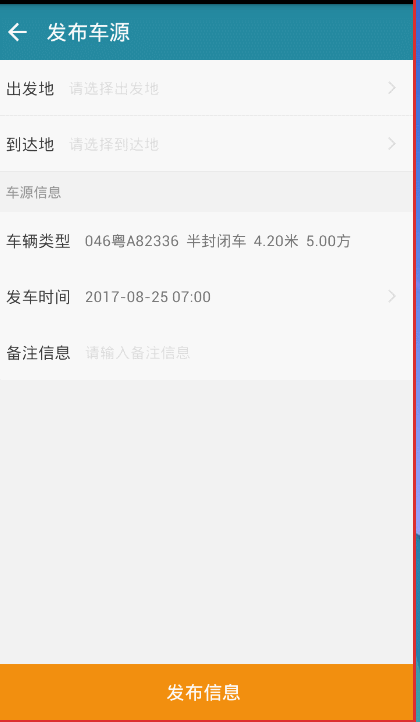 发布车源
出发地 请选择出发地
到达地 请选择到达地
车源信息
车辆类型 046粤A82336 半封闭车 4.20米 5.00方
发车时间 2017-08-25 07:00
备注信息 请输入备注信息
发布信息